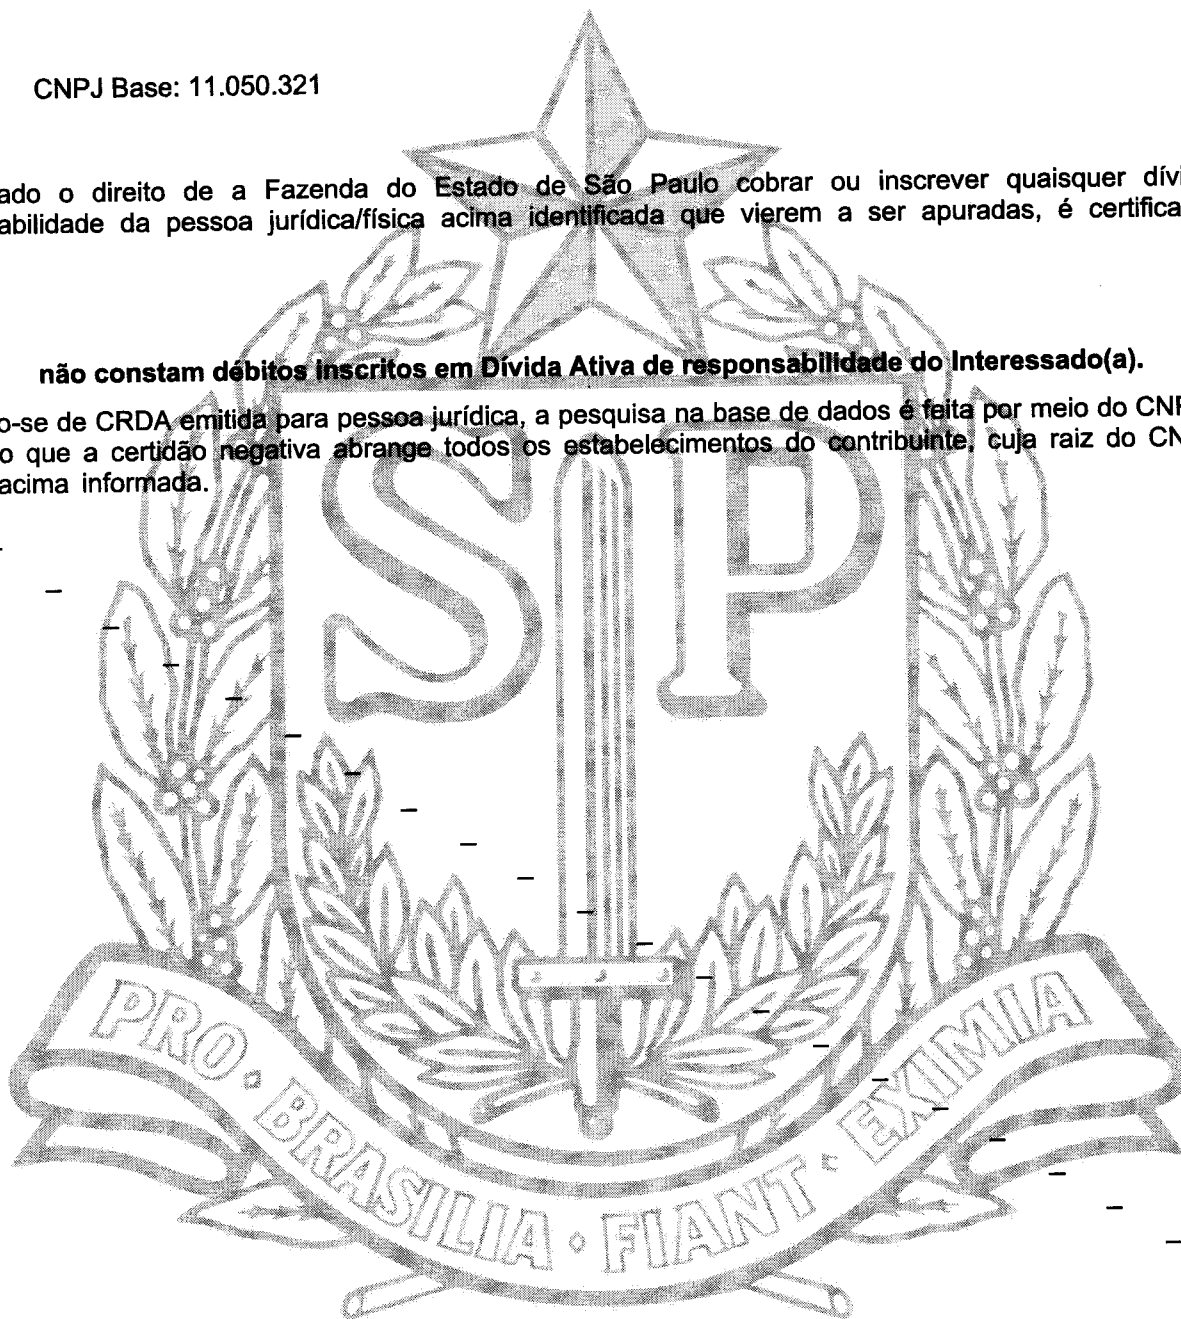 CNPJ Base: 11.050.321
ado o direito de a Fazenda do Estado de São Paulo cobrar ou inscrever quaisquer dívi
abilidade da pessoa jurídica/física acima identificada que vierem a ser apuradas, é certifica
não constam débitos inscritos em Dívida Ativa de responsabilidade do Interessado(a).
o-se de CRDA emitida para pessoa jurídica, a pesquisa na base de dados é feita por meio do CNP
o que a certidão negativa abrange todos os estabelecimentos do contribuinte, cuja raiz do CN
acima informada.
SP
PRO · BRASILIA · FIANT · EXIMIA